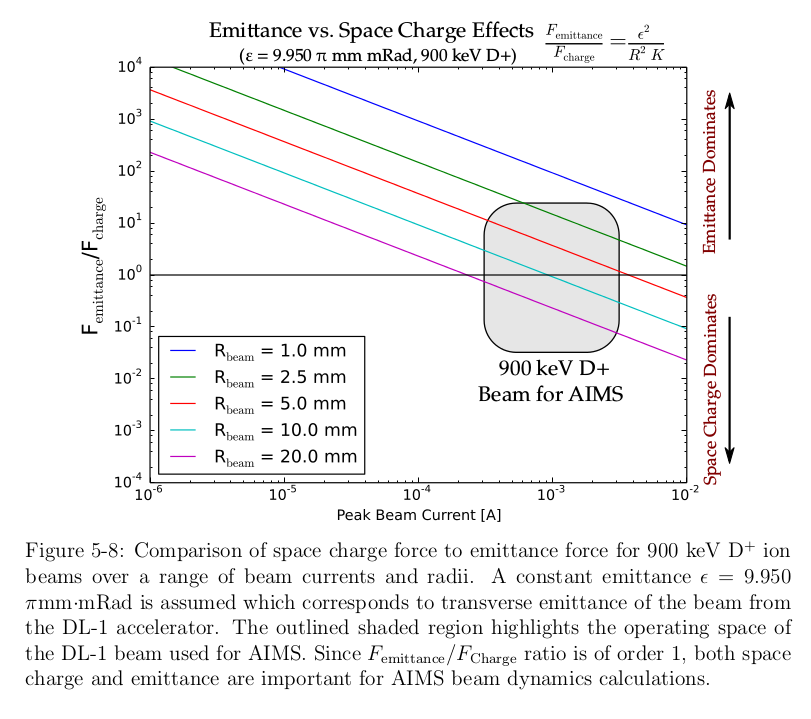 Emittance vs. Space Charge Effects F_emittance/F_charge = ϵ²/R² K
(ε = 9.950 π mm mRad, 900 keV D+)
10⁴
10³
10²
10¹
10⁰
10⁻¹
10⁻²
10⁻³
10⁻⁴
F_emittance/F_charge
Emittance Dominates
Space Charge Dominates
R_beam = 1.0 mm
R_beam = 2.5 mm
R_beam = 5.0 mm
R_beam = 10.0 mm
R_beam = 20.0 mm
900 keV D+
Beam for AIMS
10⁻⁶ 10⁻⁵ 10⁻⁴ 10⁻³ 10⁻²
Peak Beam Current [A]
Figure 5-8: Comparison of space charge force to emittance force for 900 keV D⁺ ion
beams over a range of beam currents and radii. A constant emittance ϵ = 9.950
πmm·mRad is assumed which corresponds to transverse emittance of the beam from
the DL-1 accelerator. The outlined shaded region highlights the operating space of
the DL-1 beam used for AIMS. Since F_emittance/F_Charge ratio is of order 1, both space
charge and emittance are important for AIMS beam dynamics calculations.